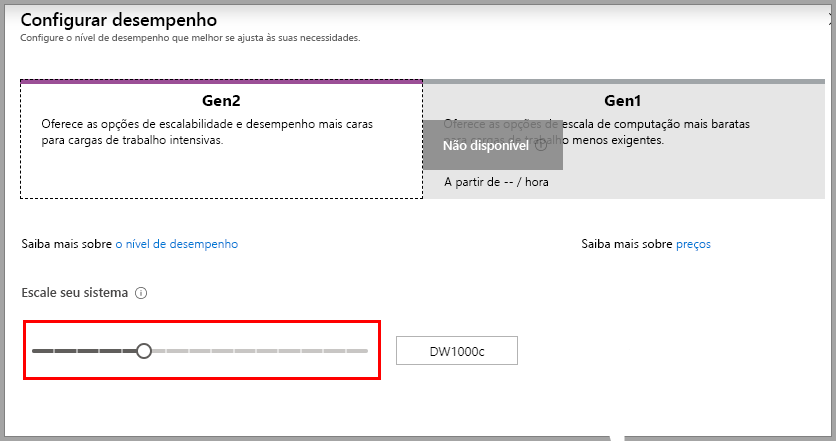 Configurar desempenho
Configure o nível de desempenho que melhor se ajusta às suas necessidades.
Gen2
Oferece as opções de escalabilidade e desempenho mais caras
para cargas de trabalho intensivas.
Gen1
Oferece as opções de escala de computação mais baratas
para cargas de trabalho menos exigentes.
Não disponível
A partir de -- / hora
Saiba mais sobre o nível de desempenho
Saiba mais sobre preços
Escale seu sistema
DW1000c